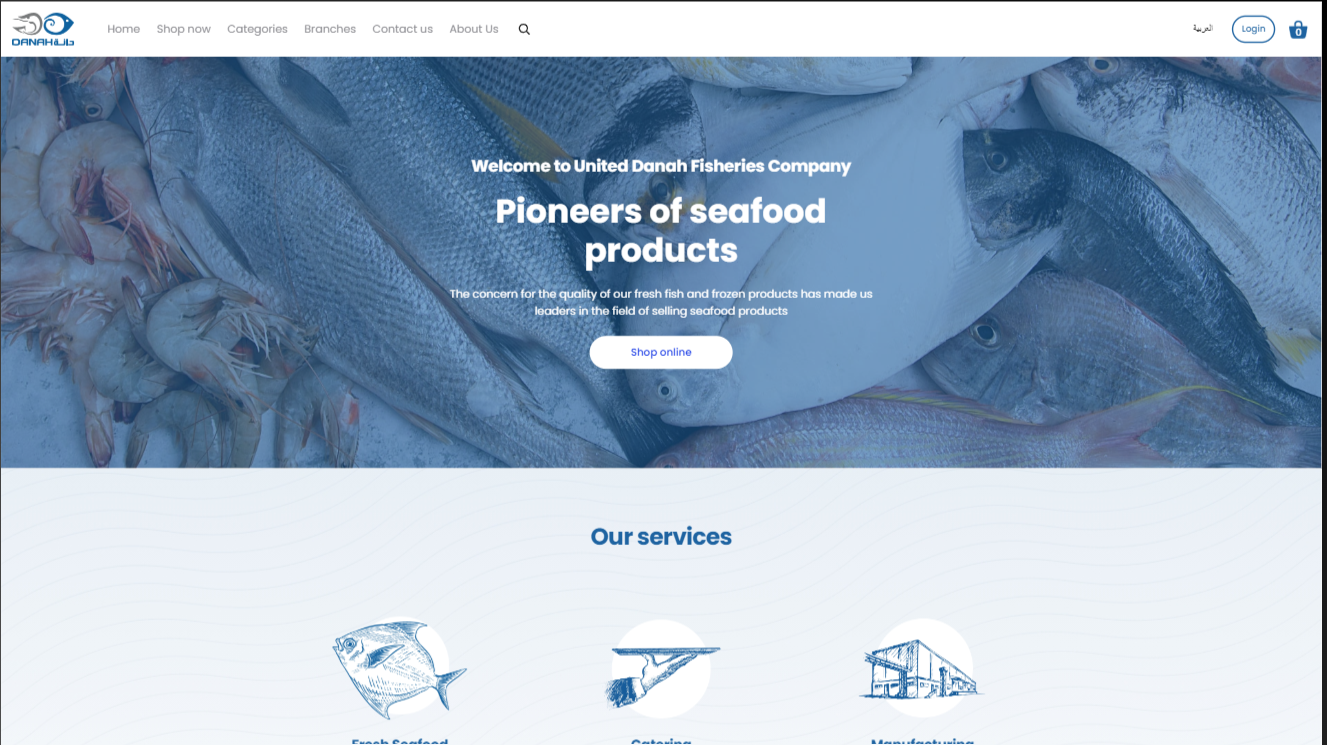 DANAH دانة
Home Shop now Categories Branches Contact us About Us
العربية
Login
0
Welcome to United Danah Fisheries Company
Pioneers of seafood
products
The concern for the quality of our fresh fish and frozen products has made us
leaders in the field of selling seafood products
Shop online
Our services
Fresh Seafood Catering Manufacturing